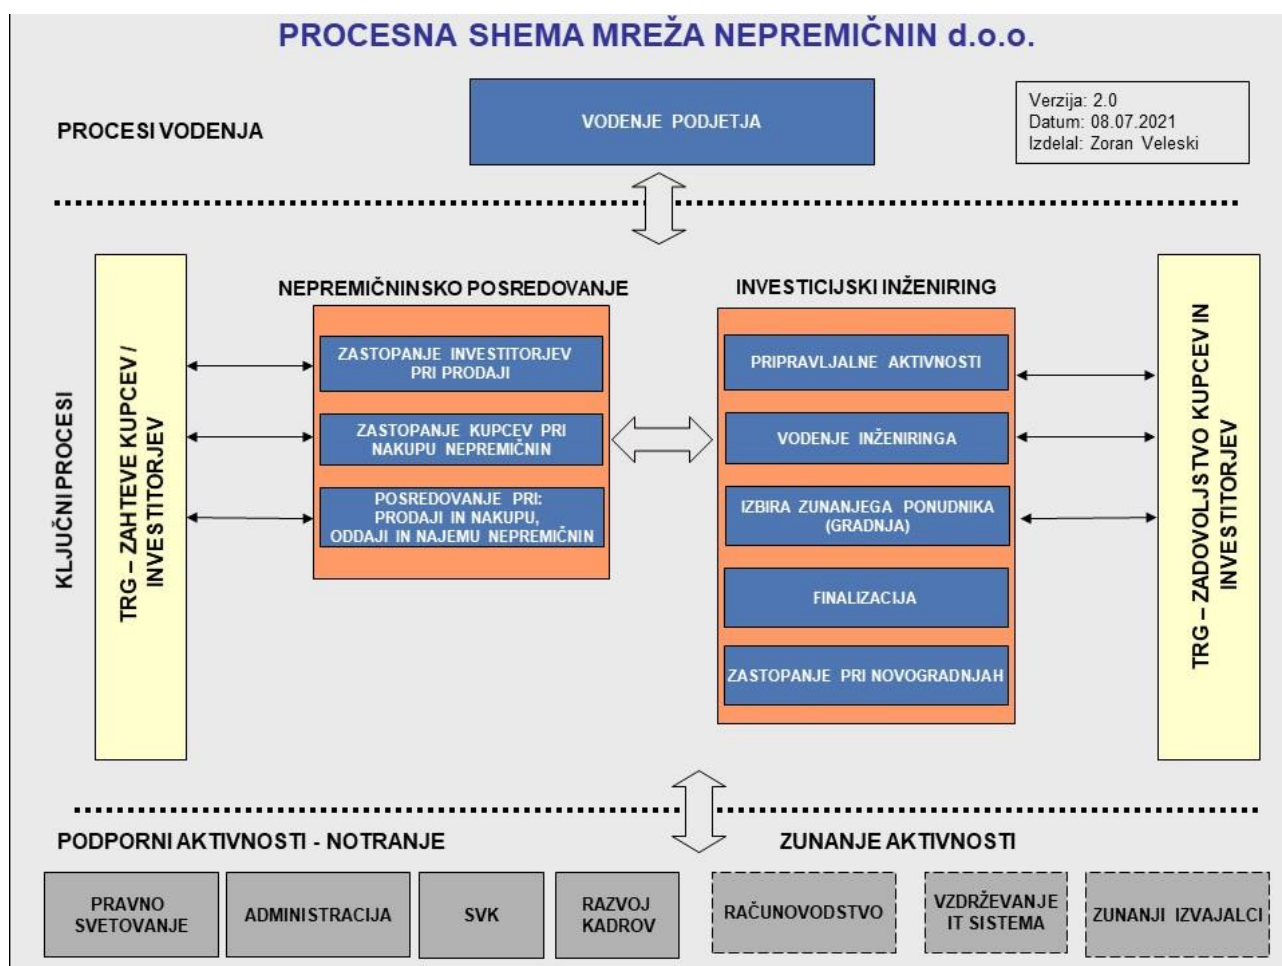 PROCESNA SHEMA MREŽA NEPREMIČNIN d.o.o.
PROCESI VODENJA
VODENJE PODJETJA
Verzija: 2.0
Datum: 08.07.2021
Izdelal: Zoran Veleski
KLJUČNI PROCESI
TRG – ZAHTEVE KUPCEV /
INVESTITORJEV
NEPREMIČNINSKO POSREDOVANJE
ZASTOPANJE INVESTITORJEV
PRI PRODAJI
ZASTOPANJE KUPCEV PRI
NAKUPU NEPREMIČNIN
POSREDOVANJE PRI:
PRODAJI IN NAKUPU,
ODDAJI IN NAJEMU NEPREMIČNIN
INVESTICIJSKI INŽENIRING
PRIPRAVLJALNE AKTIVNOSTI
VODENJE INŽENIRINGA
IZBIRA ZUNANJEGA PONUDNIKA
(GRADNJA)
FINALIZACIJA
ZASTOPANJE PRI NOVOGRADNJAH
TRG – ZADOVOLJSTVO KUPCEV IN
INVESTITORJEV
PODPORNI AKTIVNOSTI - NOTRANJE
PRAVNO
SVETOVANJE
ADMINISTRACIJA
SVK
RAZVOJ
KADROV
ZUNANJE AKTIVNOSTI
RAČUNOVODSTVO
VZDRŽEVANJE
IT SISTEMA
ZUNANJI IZVAJALCI